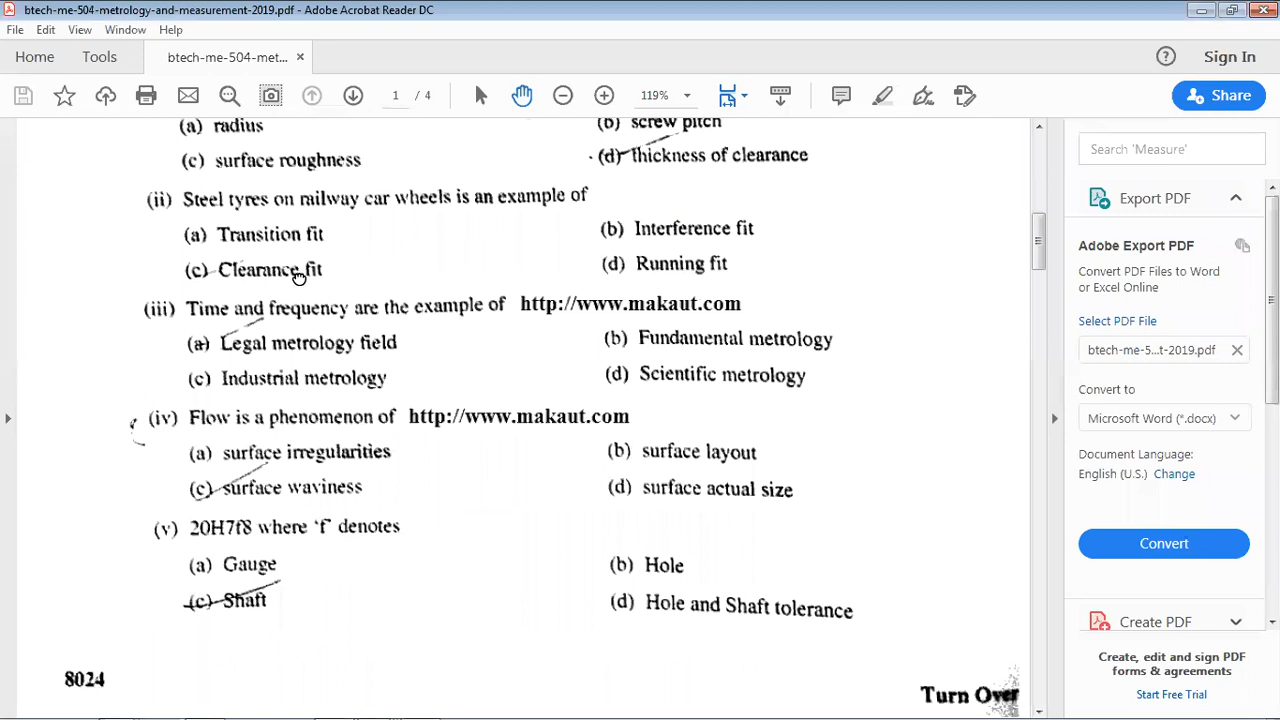 btech-me-504-metrology-and-measurement-2019.pdf - Adobe Acrobat Reader DC
File Edit View Window Help
Home Tools btech-me-504-met... × Sign In
1 / 4 119% Share
(a) radius (b) screw pitch
(c) surface roughness (d) thickness of clearance
(ii) Steel tyres on railway car wheels is an example of
(a) Transition fit (b) Interference fit
(c) Clearance fit (d) Running fit
(iii) Time and frequency are the example of http://www.makaut.com
(a) Legal metrology field (b) Fundamental metrology
(c) Industrial metrology (d) Scientific metrology
(iv) Flow is a phenomenon of http://www.makaut.com
(a) surface irregularities (b) surface layout
(c) surface waviness (d) surface actual size
(v) 20H7f8 where 'f' denotes
(a) Gauge (b) Hole
(c) Shaft (d) Hole and Shaft tolerance
8024
Turn Over
Search 'Measure'
Export PDF
Adobe Export PDF
Convert PDF Files to Word
or Excel Online
Select PDF File
btech-me-5...t-2019.pdf ×
Convert to
Microsoft Word (*.docx)
Document Language:
English (U.S.) Change
Convert
Create PDF
Create, edit and sign PDF
forms & agreements
Start Free Trial